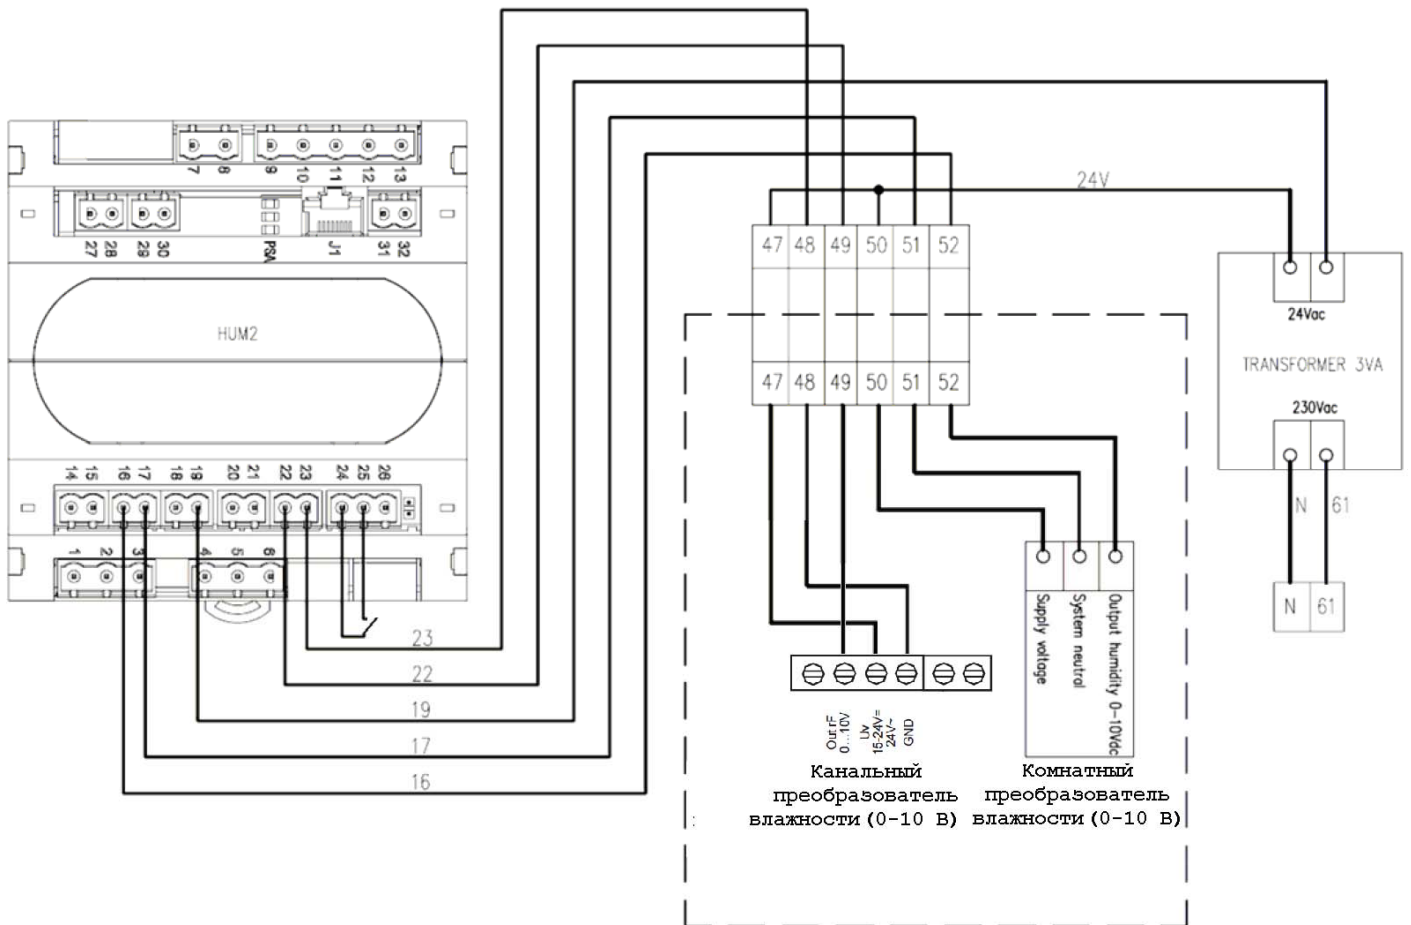 7 8 9 10 11 12 13
24V
27 28 29 30 PSA J1 31 32
47 48 49 50 51 52
HUM2
24Vac
TRANSFORMER 3VA
230Vac
47 48 49 50 51 52
14 15 16 17 18 19 20 21 22 23 24 25 26
N 61
1 2 3 4 5 6
N 61
23
22
19
17
16
Supply voltage
System neutral
Output humidity 0-10Vdc
Out rF
0...10V
Uv
15-24V=
24V~
GND
Канальный
преобразователь
влажности (0-10 В)
Комнатный
преобразователь
влажности (0-10 В)